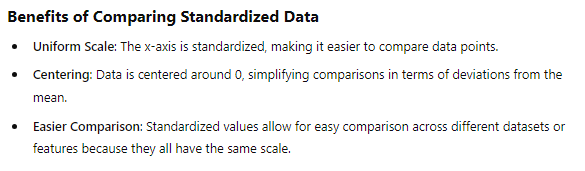 Benefits of Comparing Standardized Data
• Uniform Scale: The x-axis is standardized, making it easier to compare data points.
• Centering: Data is centered around 0, simplifying comparisons in terms of deviations from the
mean.
• Easier Comparison: Standardized values allow for easy comparison across different datasets or
features because they all have the same scale.